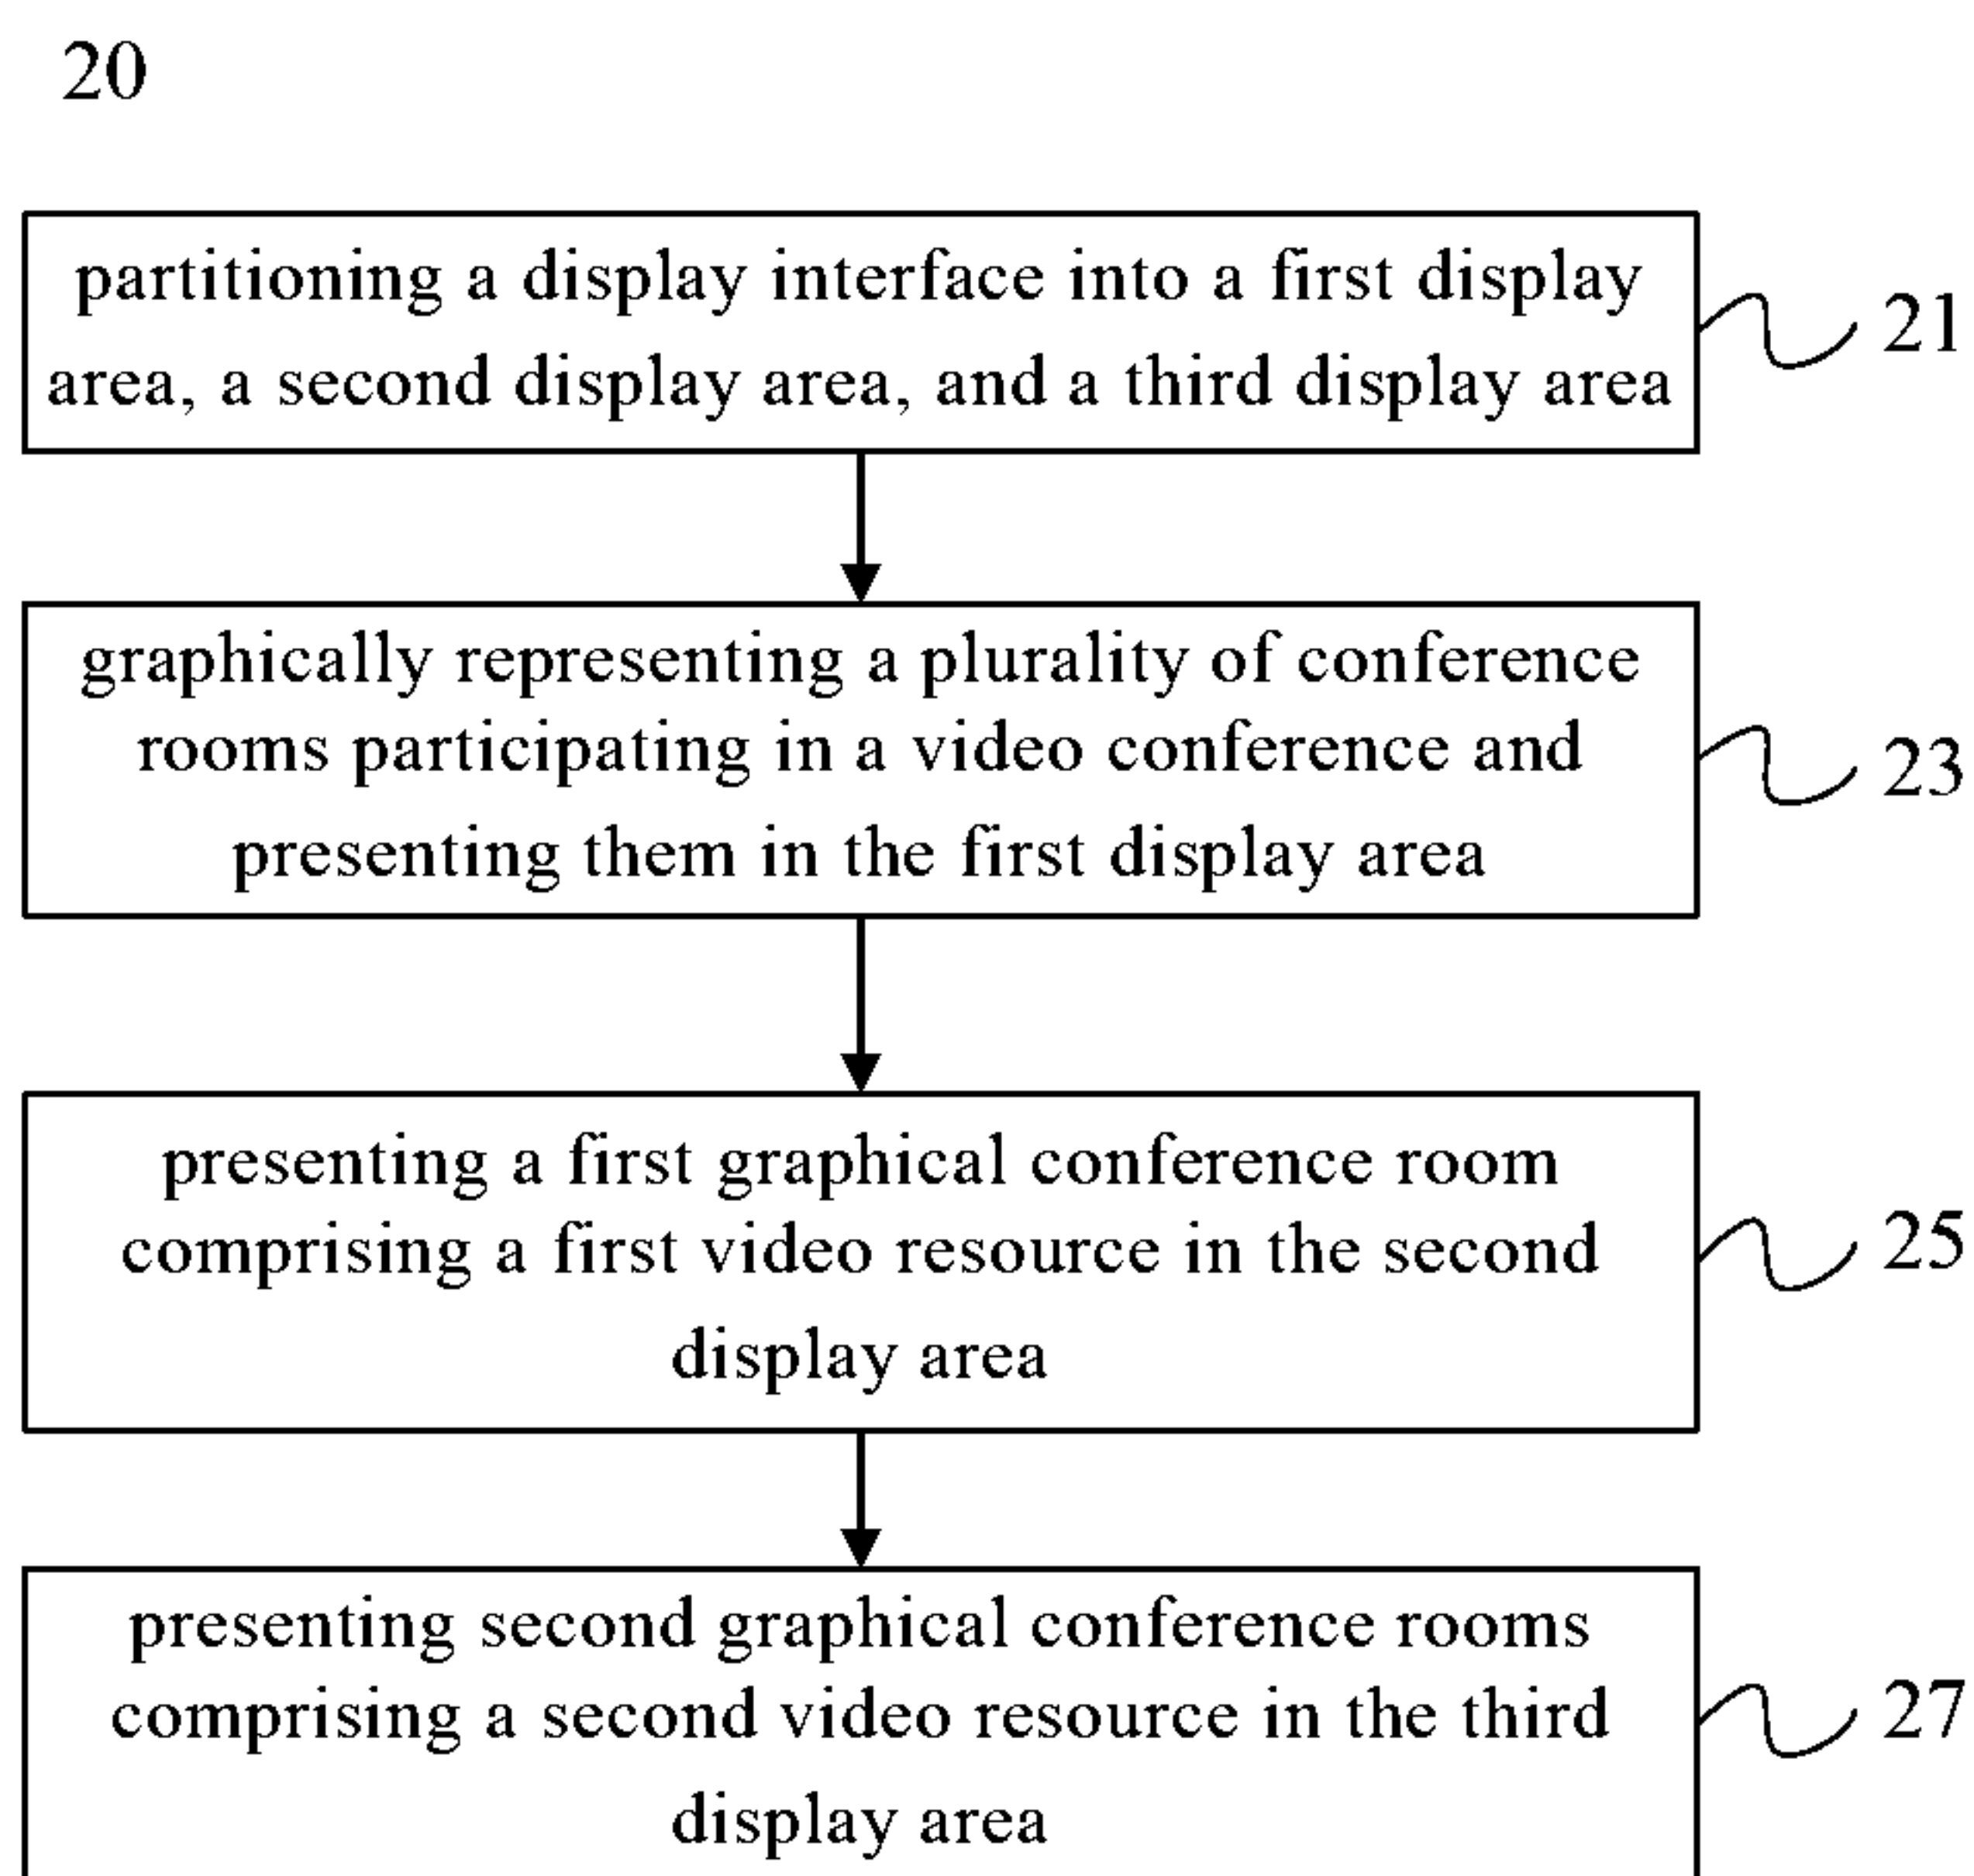 20
partitioning a display interface into a first display
area, a second display area, and a third display area
21
graphically representing a plurality of conference
rooms participating in a video conference and
presenting them in the first display area
23
presenting a first graphical conference room
comprising a first video resource in the second
display area
25
presenting second graphical conference rooms
comprising a second video resource in the third
display area
27